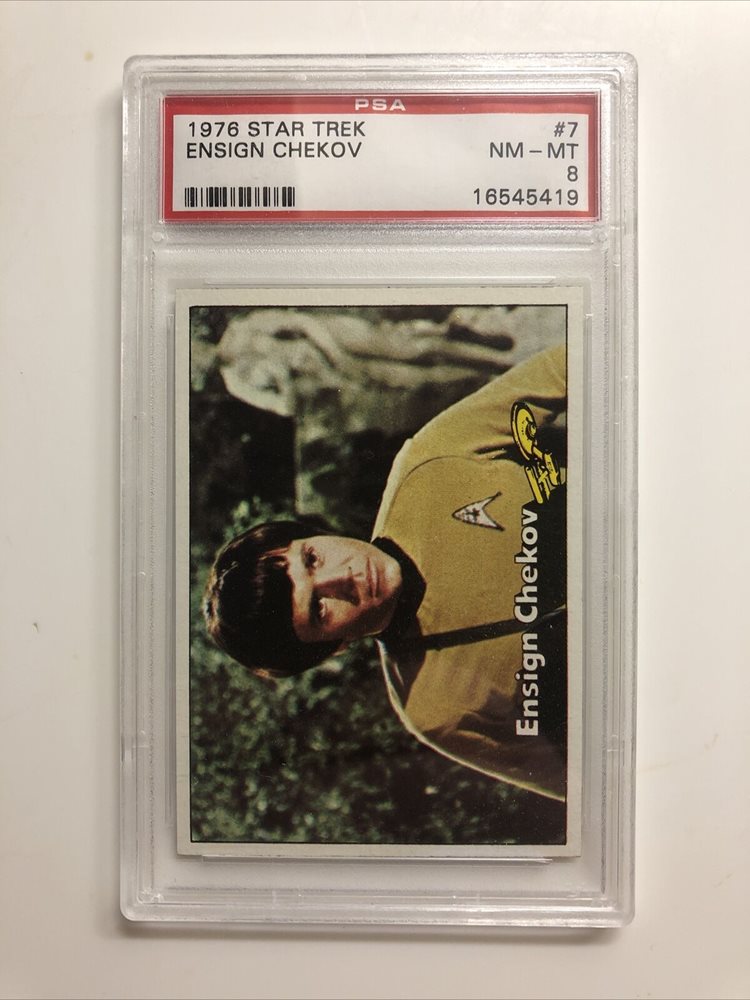 PSA
1976 STAR TREK #7
ENSIGN CHEKOV NM-MT
8
16545419
Ensign Chekov